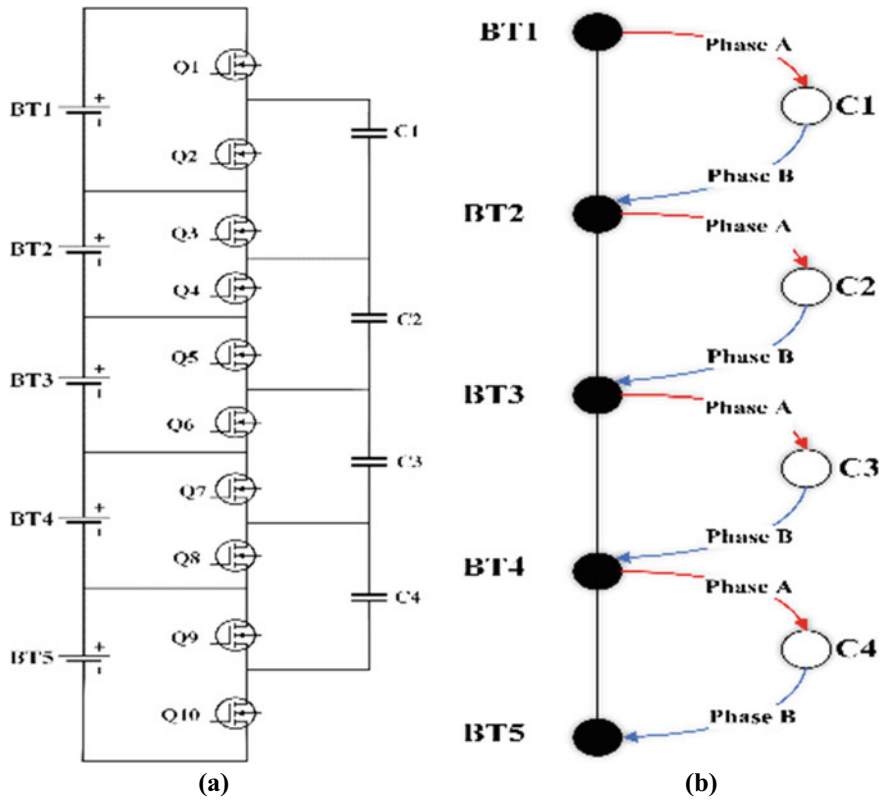 Q1
BT1
+
-
C1
Q2
Q3
BT2
+
-
Q4
C2
Q5
BT3
+
-
Q6
C3
Q7
BT4
+
-
Q8
C4
Q9
BT5
+
-
Q10
(a)
BT1
Phase A
C1
Phase B
BT2
Phase A
C2
Phase B
BT3
Phase A
C3
Phase B
BT4
Phase A
C4
Phase B
BT5
(b)